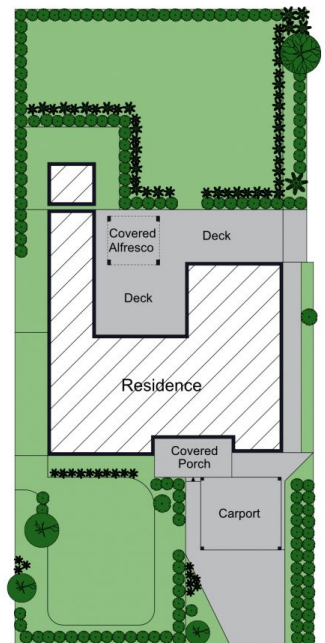 Covered
Alfresco
Deck
Deck
Residence
Covered
Porch
Carport